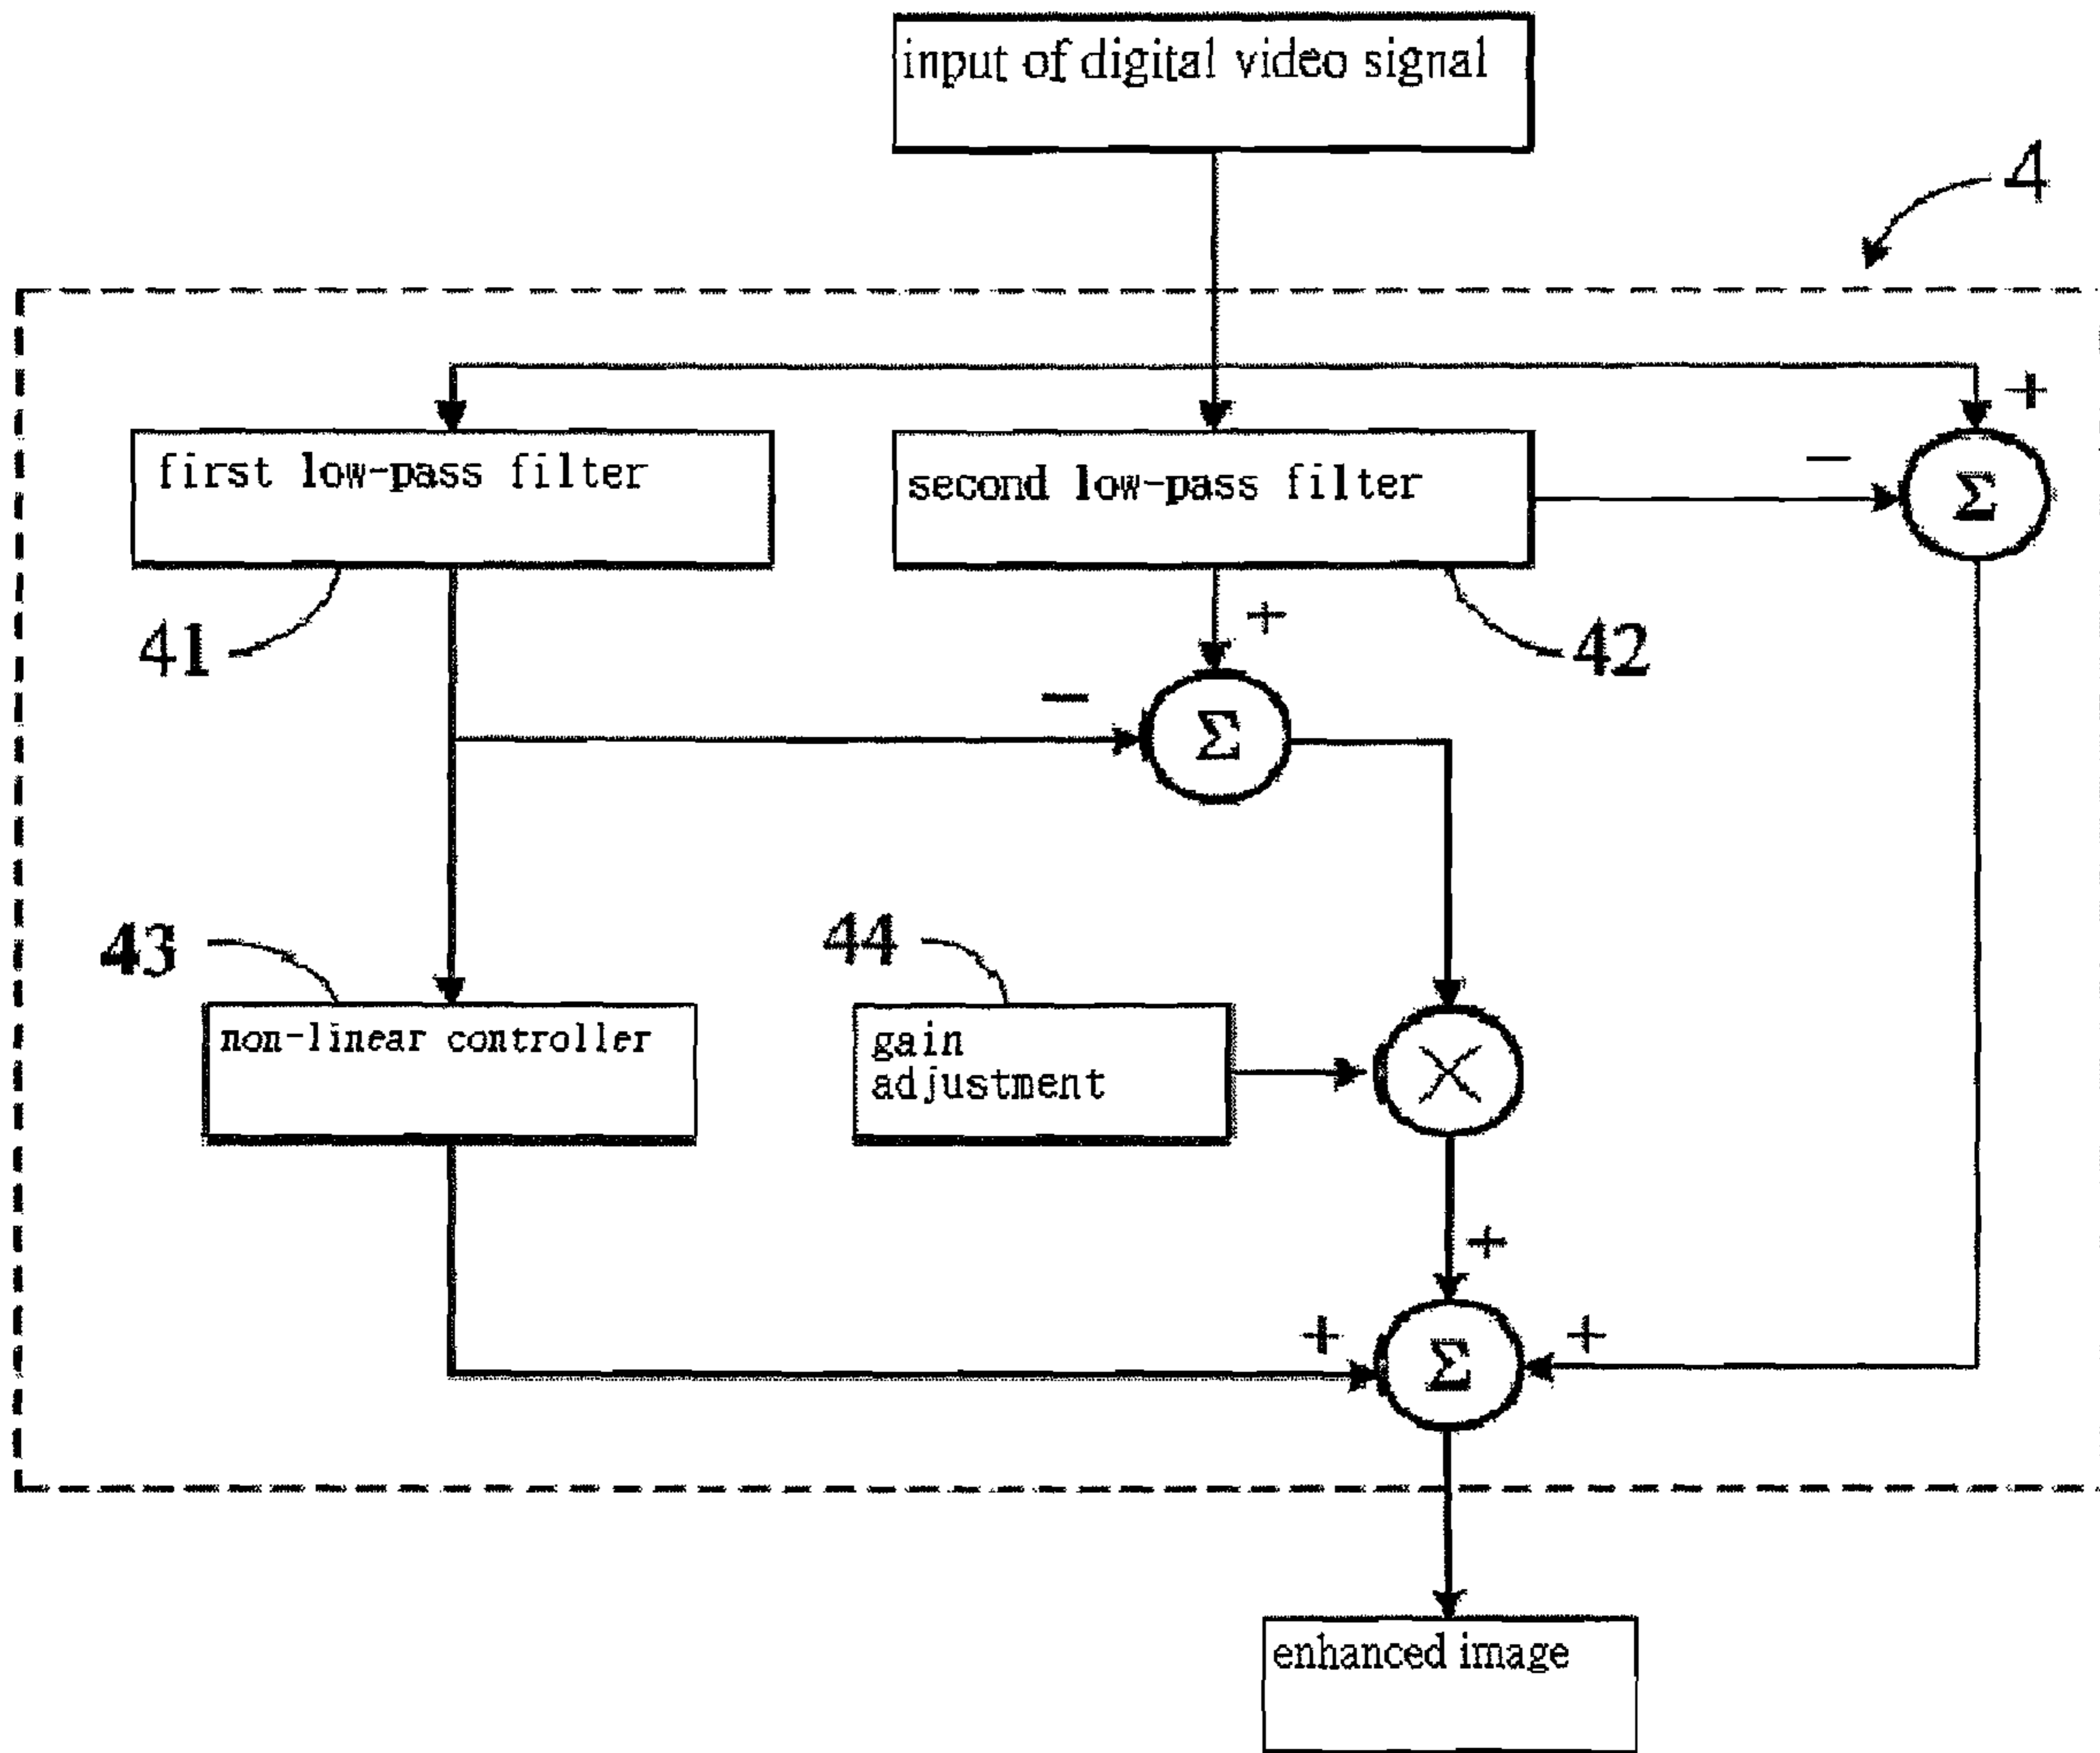 input of digital video signal
4
+
first low-pass filter
second low-pass filter
−
Σ
41
+
42
−
Σ
43
44
non-linear controller
gain
adjustment
×
+
+
+
Σ
enhanced image